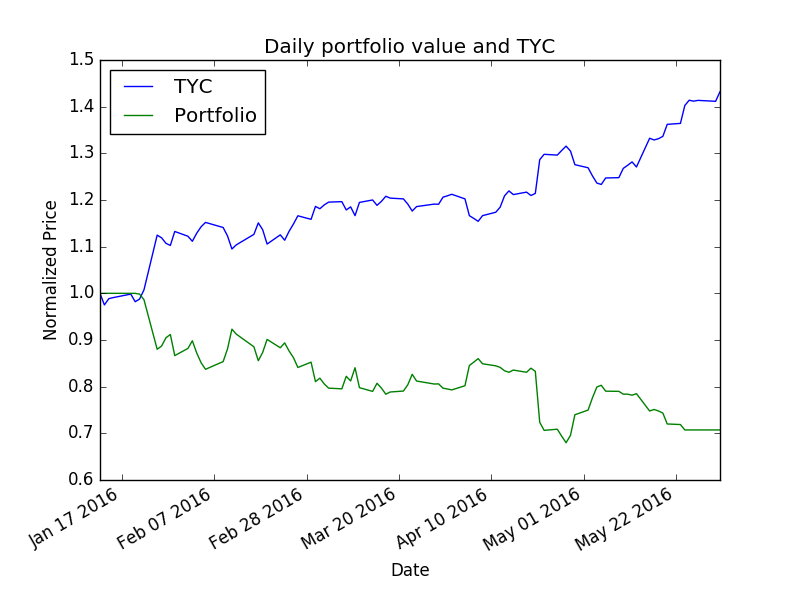 Daily portfolio value and TYC
TYC
Portfolio
1.5
1.4
1.3
1.2
1.1
1.0
0.9
0.8
0.7
0.6
Normalized Price
Jan 17 2016
Feb 07 2016
Feb 28 2016
Mar 20 2016
Apr 10 2016
May 01 2016
May 22 2016
Date